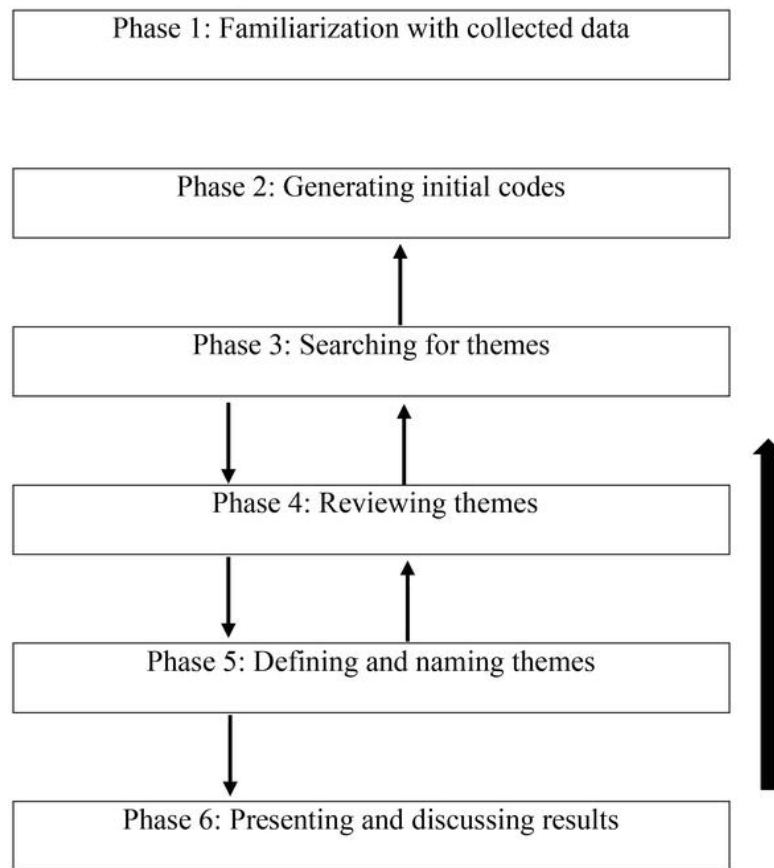 Phase 1: Familiarization with collected data
Phase 2: Generating initial codes
Phase 3: Searching for themes
Phase 4: Reviewing themes
Phase 5: Defining and naming themes
Phase 6: Presenting and discussing results